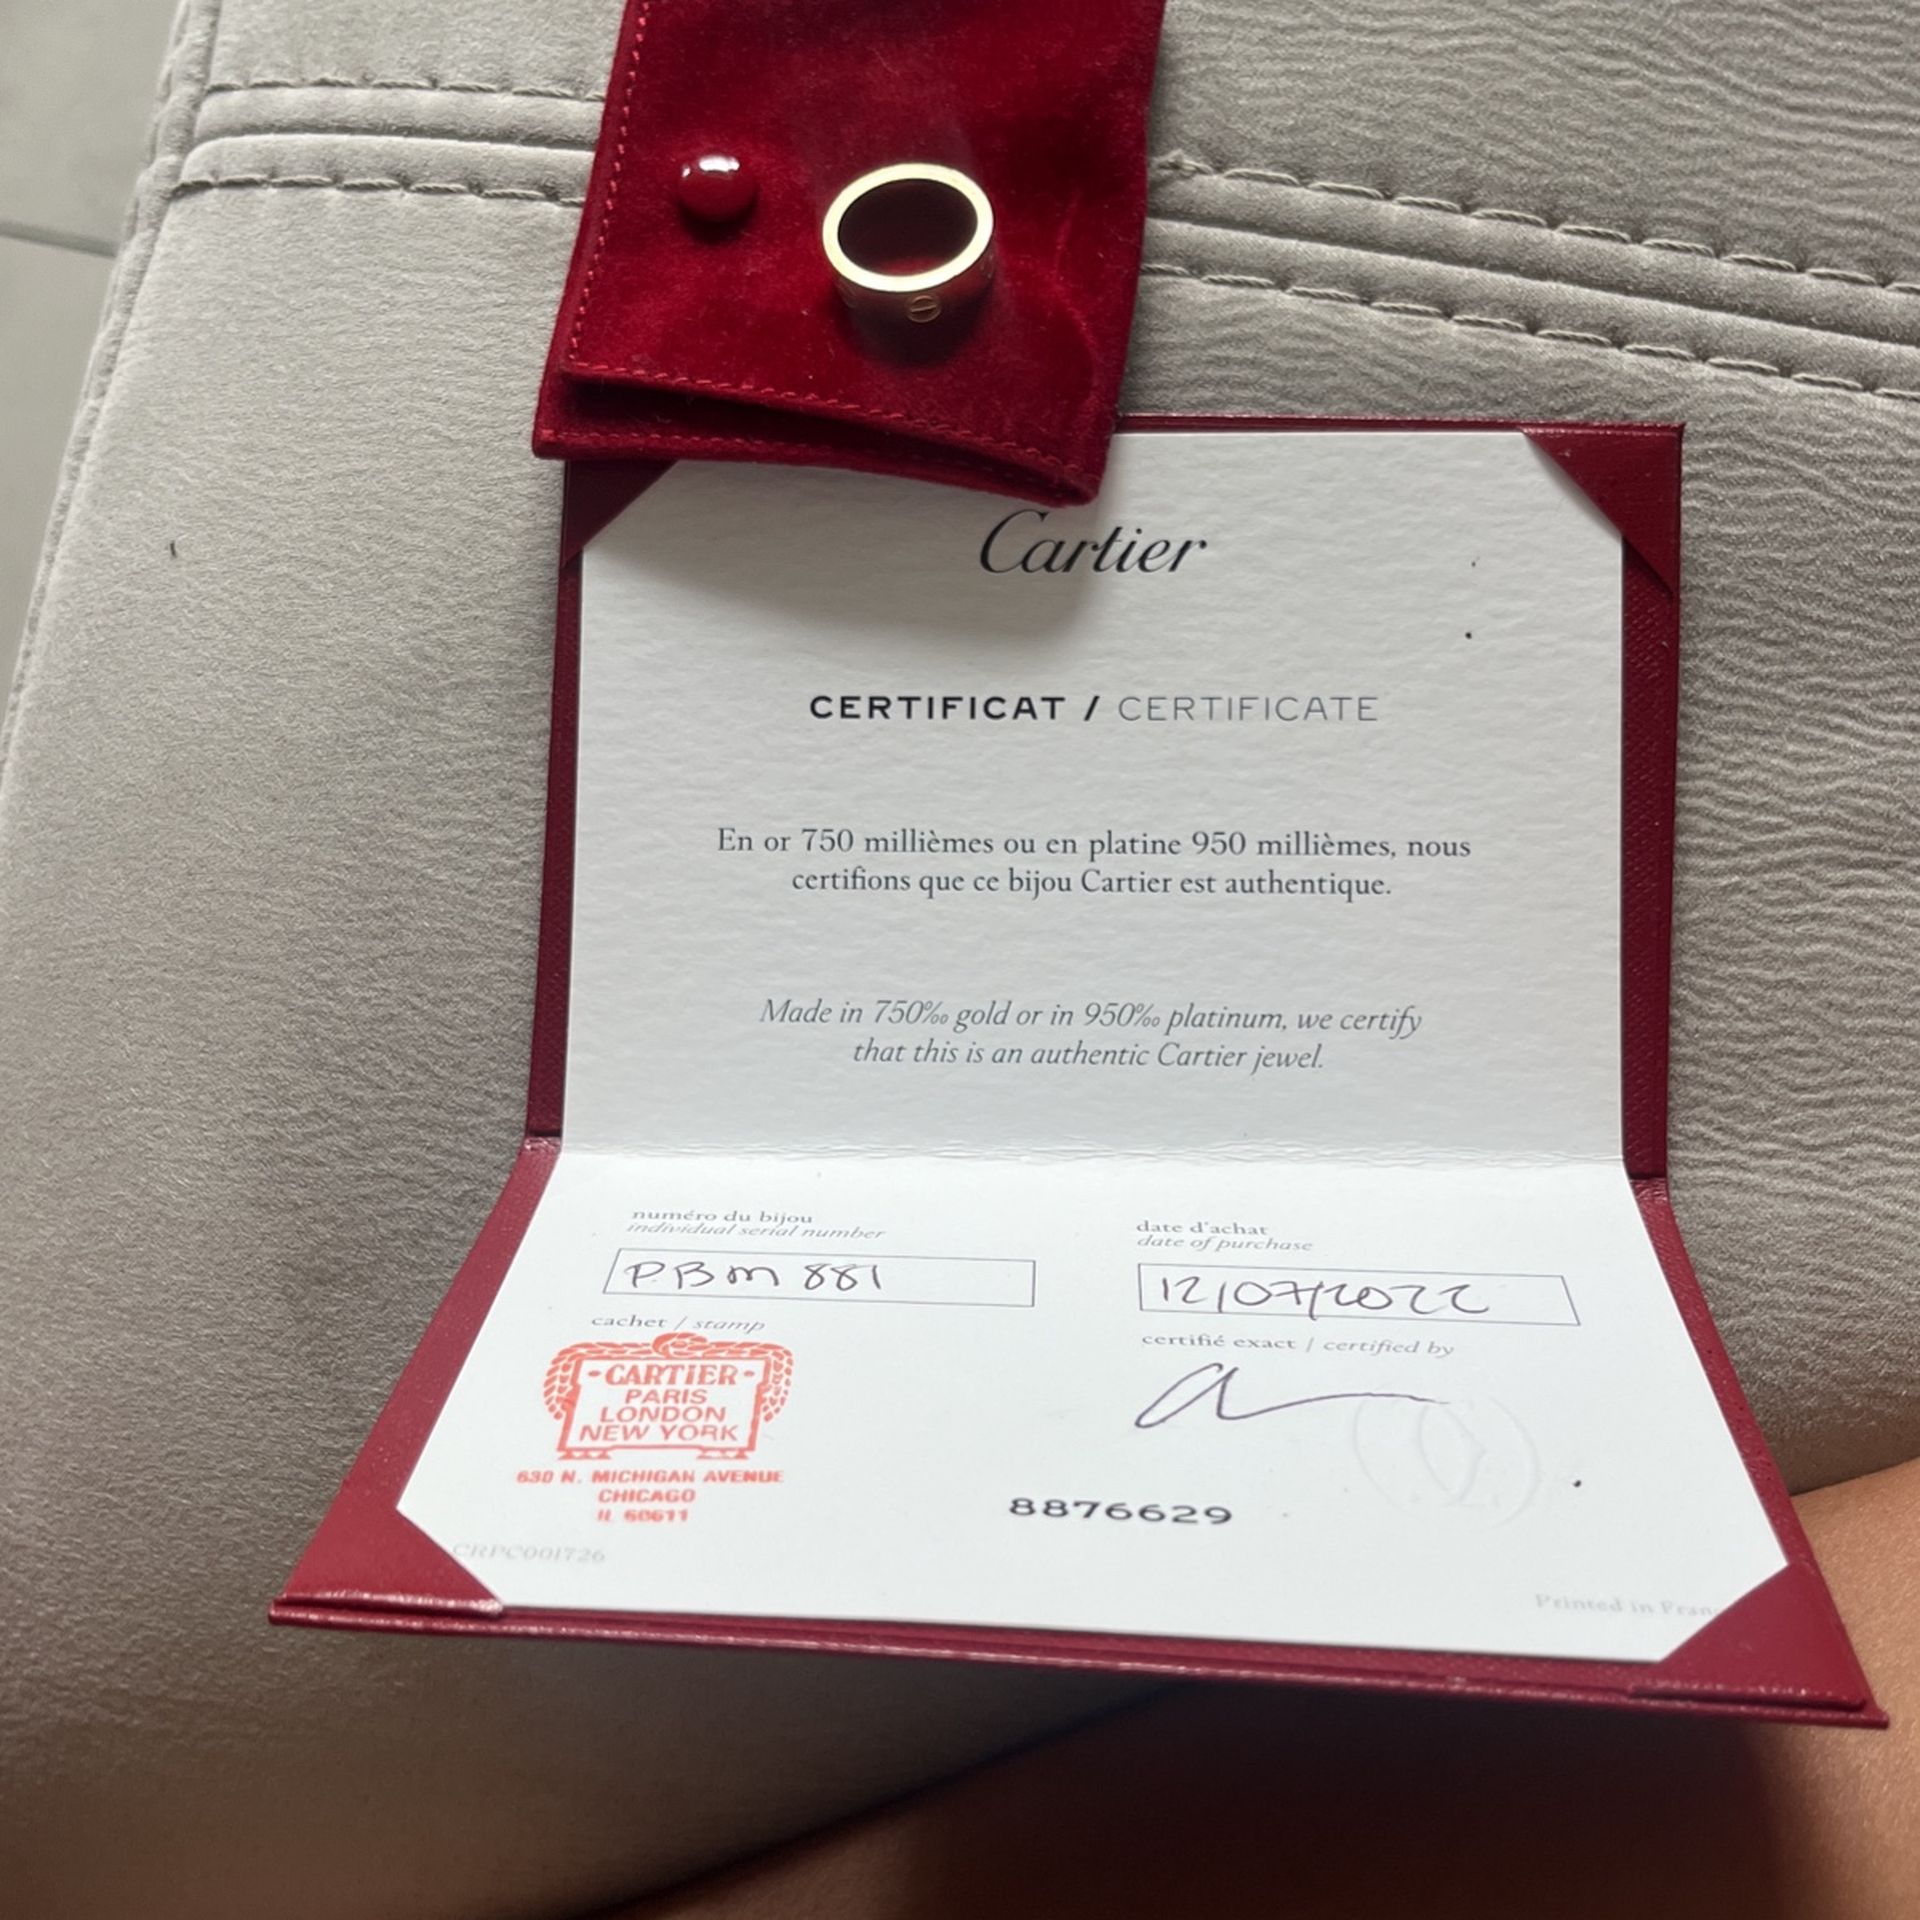 Cartier
CERTIFICAT / CERTIFICATE
En or 750 millièmes ou en platine 950 millièmes, nous
certifions que ce bijou Cartier est authentique.
Made in 750‰ gold or in 950‰ platinum, we certify
that this is an authentic Cartier jewel.
numéro du bijou
individual serial number
PBM 881
date d'achat
date of purchase
12/07/2022
cachet / stamp
CARTIER
PARIS
LONDON
NEW YORK
630 N. MICHIGAN AVENUE
CHICAGO
IL 60611
certifié exact / certified by
8876629
CRPC001726
Printed in